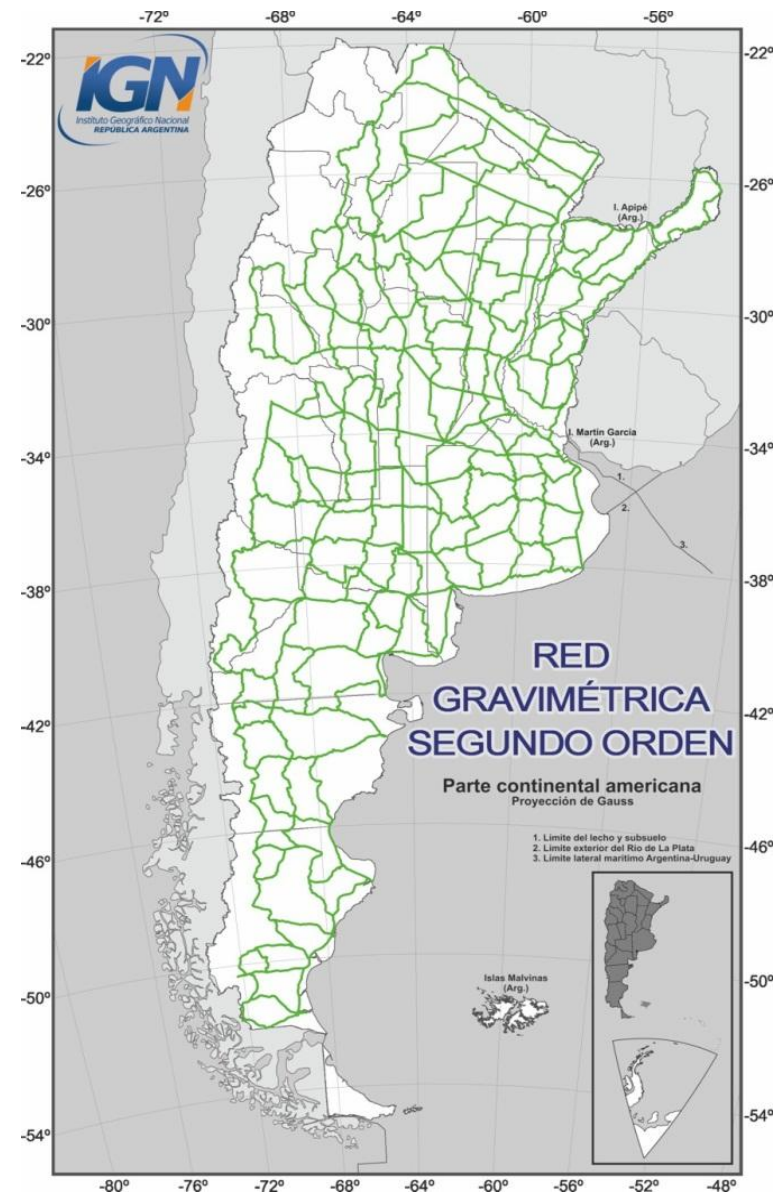 -72º -68º -64º -60º -56º
-22º -22º
IGN
Instituto Geográfico Nacional
REPÚBLICA ARGENTINA
-26º -26º
I. Apipé
(Arg.)
-30º -30º
I. Martín García
(Arg.)
-34º -34º
1.
2.
3.
-38º -38º
RED
GRAVIMÉTRICA
SEGUNDO ORDEN
-42º -42º
Parte continental americana
Proyección de Gauss
1. Limite del lecho y subsuelo
2. Limite exterior del Río de La Plata
3. Limite lateral marítimo Argentina-Uruguay
-46º -46º
Islas Malvinas
(Arg.)
-50º -50º
-54º -54º
-80º -76º -72º -68º -64º -60º -56º -52º -48º